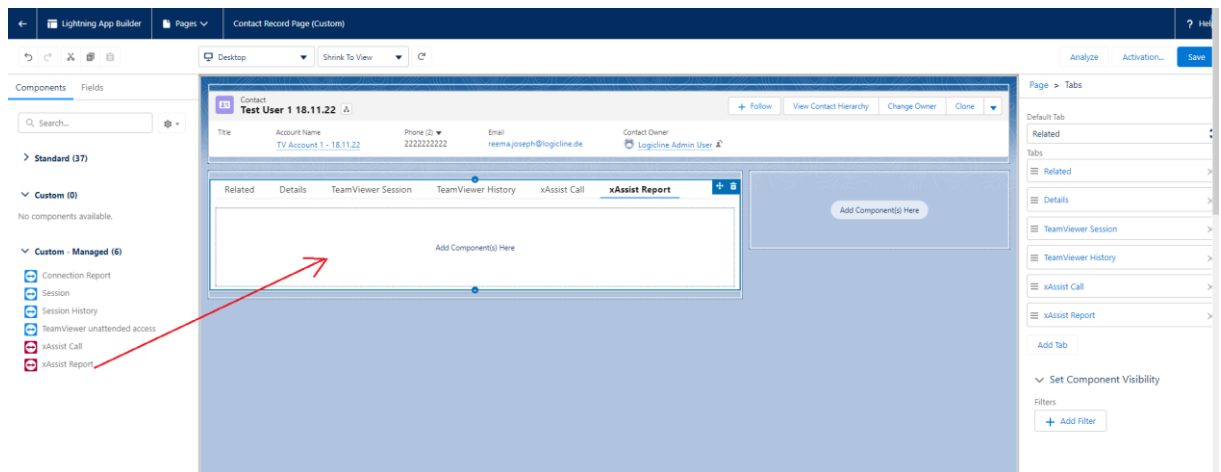 Lightning App Builder
Pages
Contact Record Page (Custom)
? Hel
Desktop
Shrink To View
Analyze
Activation...
Save
Components
Fields
Search...
Standard (37)
Custom (0)
No components available.
Custom - Managed (6)
Connection Report
Session
Session History
TeamViewer unattended access
xAssist Call
xAssist Report
Contact
Test User 1 18.11.22
+ Follow
View Contact Hierarchy
Change Owner
Clone
Title
Account Name
Phone (2)
Email
Contact Owner
TV Account 1 - 18.11.22
2222222222
reema.joseph@logicline.de
Logicline Admin User
Related
Details
TeamViewer Session
TeamViewer History
xAssist Call
xAssist Report
Add Component(s) Here
Add Component(s) Here
Page > Tabs
Default Tab
Related
Tabs
Related
Details
TeamViewer Session
TeamViewer History
xAssist Call
xAssist Report
Add Tab
Set Component Visibility
Filters
+ Add Filter